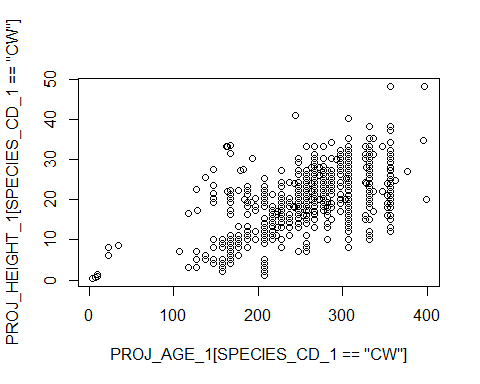 PROJ_HEIGHT_1[SPECIES_CD_1 == "CW"]
50
40
30
20
10
0
0 100 200 300 400
PROJ_AGE_1[SPECIES_CD_1 == "CW"]